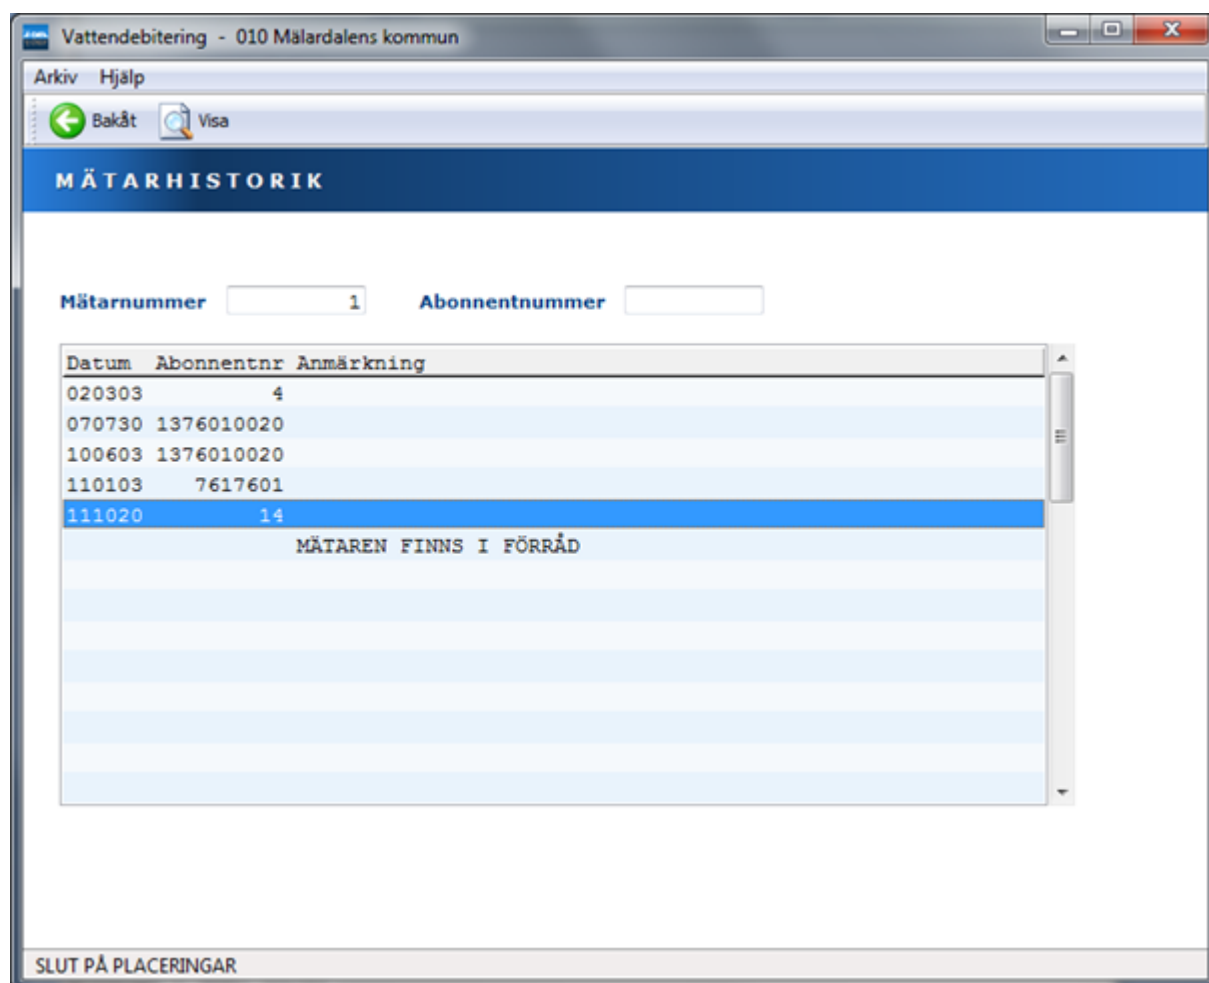 Vattendebitering - 010 Mälardalens kommun
Arkiv Hjälp
Bakåt Visa
MÄTARHISTORIK
Mätarnummer 1 Abonnentnummer
Datum Abonnentnr Anmärkning
020303 4
070730 1376010020
100603 1376010020
110103 7617601
111020 14
MÄTAREN FINNS I FÖRRÅD
SLUT PÅ PLACERINGAR